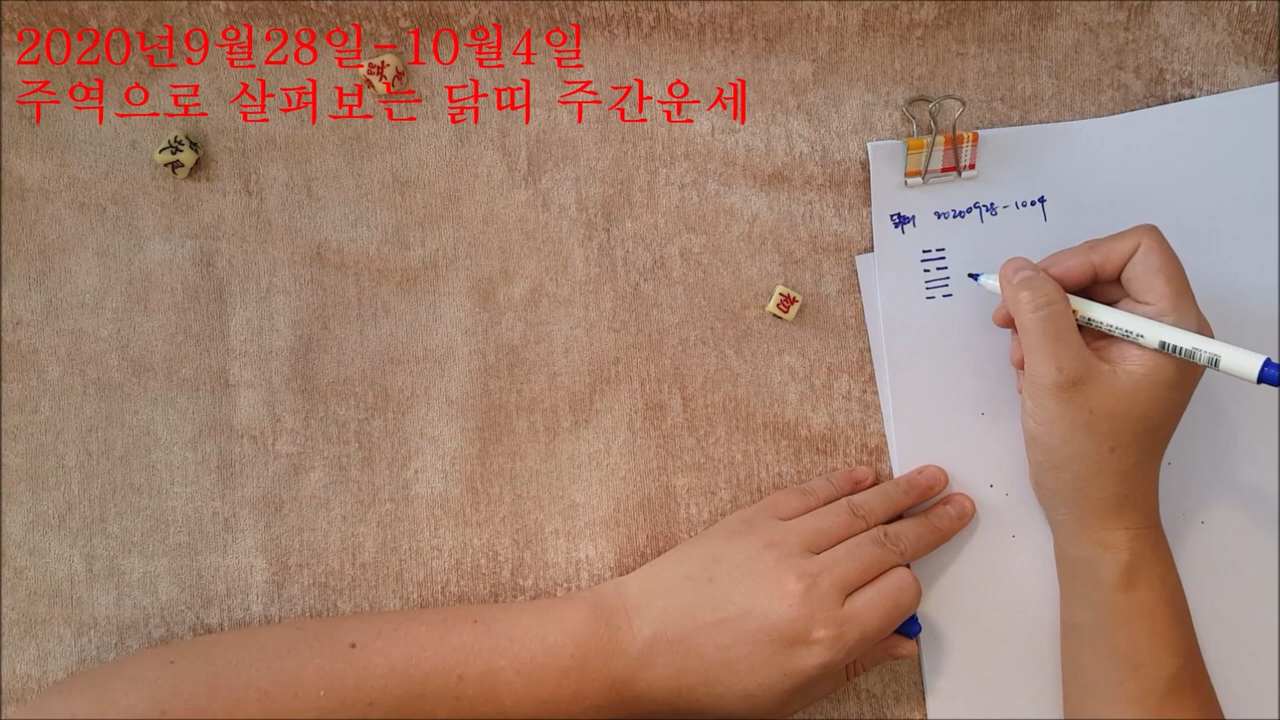 2020년9월28일-10월4일
주역으로 살펴보는 닭띠 주간운세
닭띠 20200928-1004